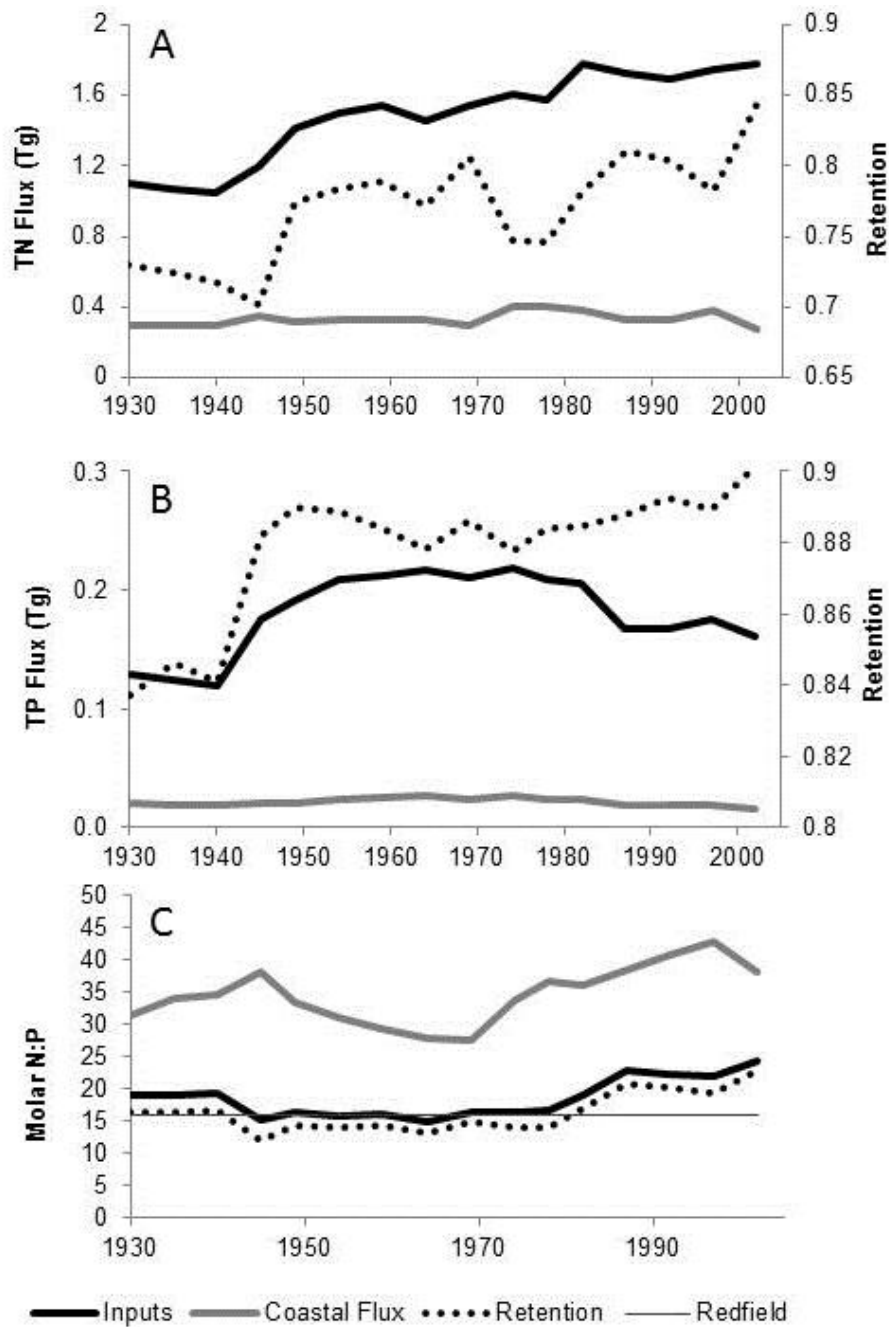 A
TN Flux (Tg)
2
1.6
1.2
0.8
0.4
0
0.9
0.85
0.8
0.75
0.7
0.65
Retention
1930 1940 1950 1960 1970 1980 1990 2000
B
TP Flux (Tg)
0.3
0.2
0.1
0.0
0.9
0.88
0.86
0.84
0.82
0.8
Retention
1930 1940 1950 1960 1970 1980 1990 2000
C
Molar N:P
50
45
40
35
30
25
20
15
10
5
0
1930 1950 1970 1990
Inputs Coastal Flux Retention Redfield